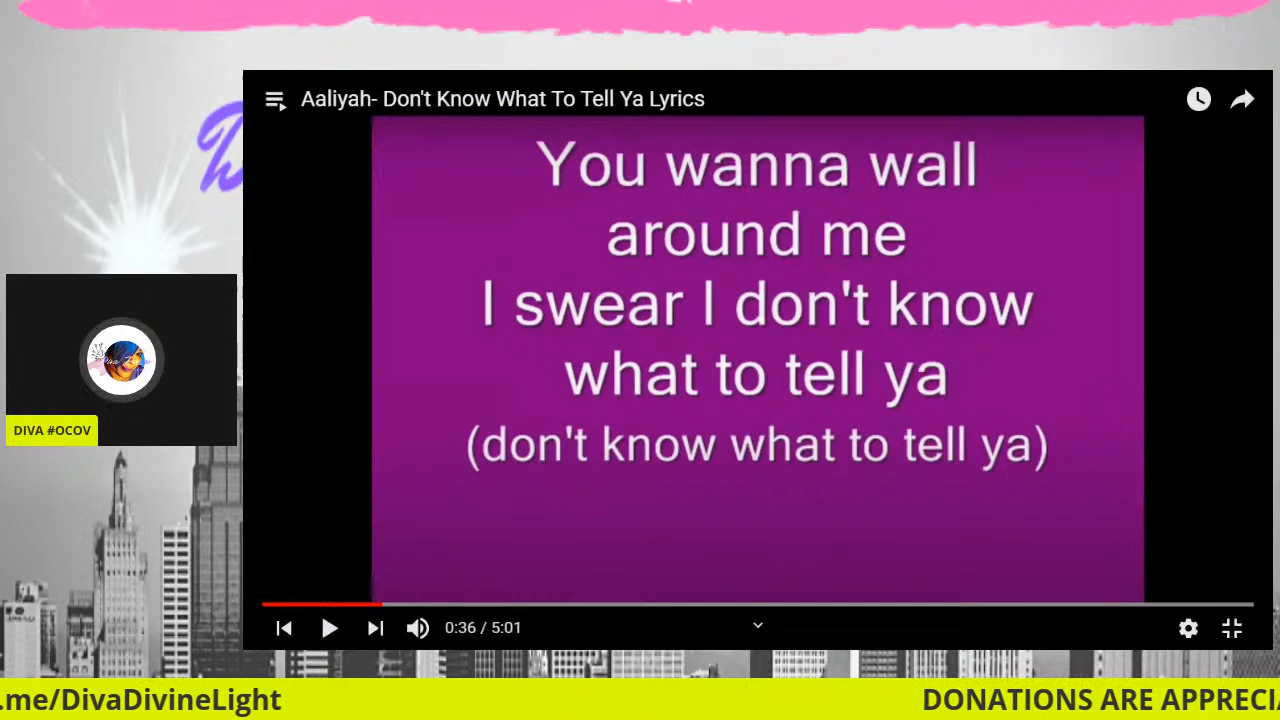 Aaliyah- Don't Know What To Tell Ya Lyrics
You wanna wall
around me
I swear I don't know
what to tell ya
(don't know what to tell ya)
DIVA #OCOV
0:36 / 5:01
.me/DivaDivineLight
DONATIONS ARE APPRECIA